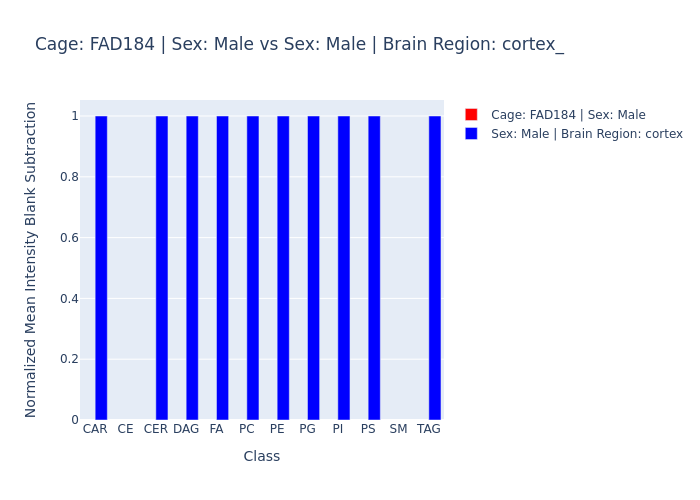 Cage: FAD184 | Sex: Male vs Sex: Male | Brain Region: cortex_
Normalized Mean Intensity Blank Subtraction
1
0.8
0.6
0.4
0.2
0
CAR CE CER DAG FA PC PE PG PI PS SM TAG
Class
Cage: FAD184 | Sex: Male
Sex: Male | Brain Region: cortex